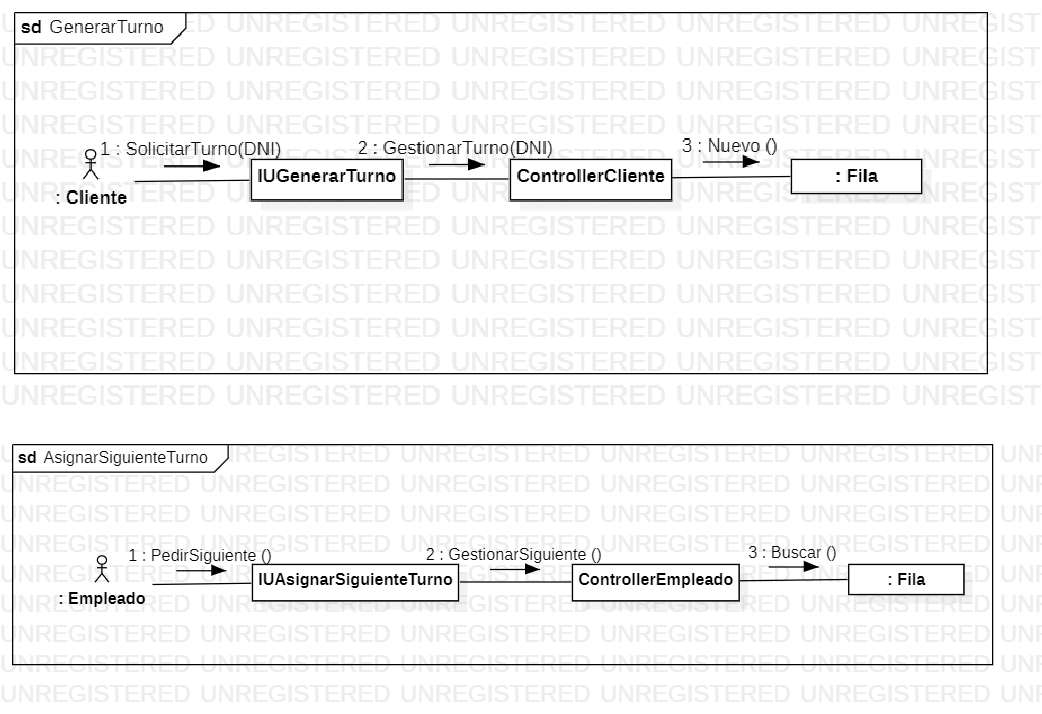 sd GenerarTurno
1 : SolicitarTurno(DNI)
2 : GestionarTurno(DNI)
3 : Nuevo ()
: Cliente
IUGenerarTurno
ControllerCliente
: Fila
sd AsignarSiguienteTurno
1 : PedirSiguiente ()
2 : GestionarSiguiente ()
3 : Buscar ()
: Empleado
IUAsignarSiguienteTurno
ControllerEmpleado
: Fila
UNREGISTERED